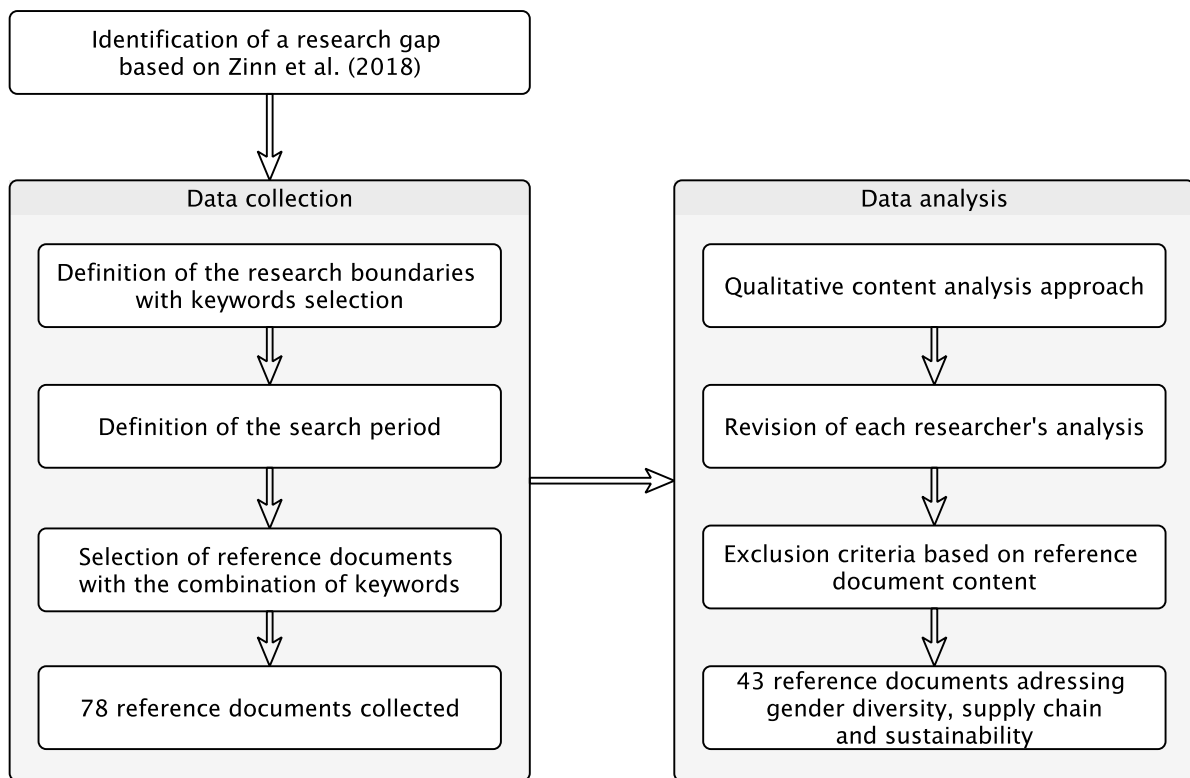 Identification of a research gap
based on Zinn et al. (2018)
Data collection
Definition of the research boundaries
with keywords selection
Definition of the search period
Selection of reference documents
with the combination of keywords
78 reference documents collected
Data analysis
Qualitative content analysis approach
Revision of each researcher's analysis
Exclusion criteria based on reference
document content
43 reference documents adressing
gender diversity, supply chain
and sustainability